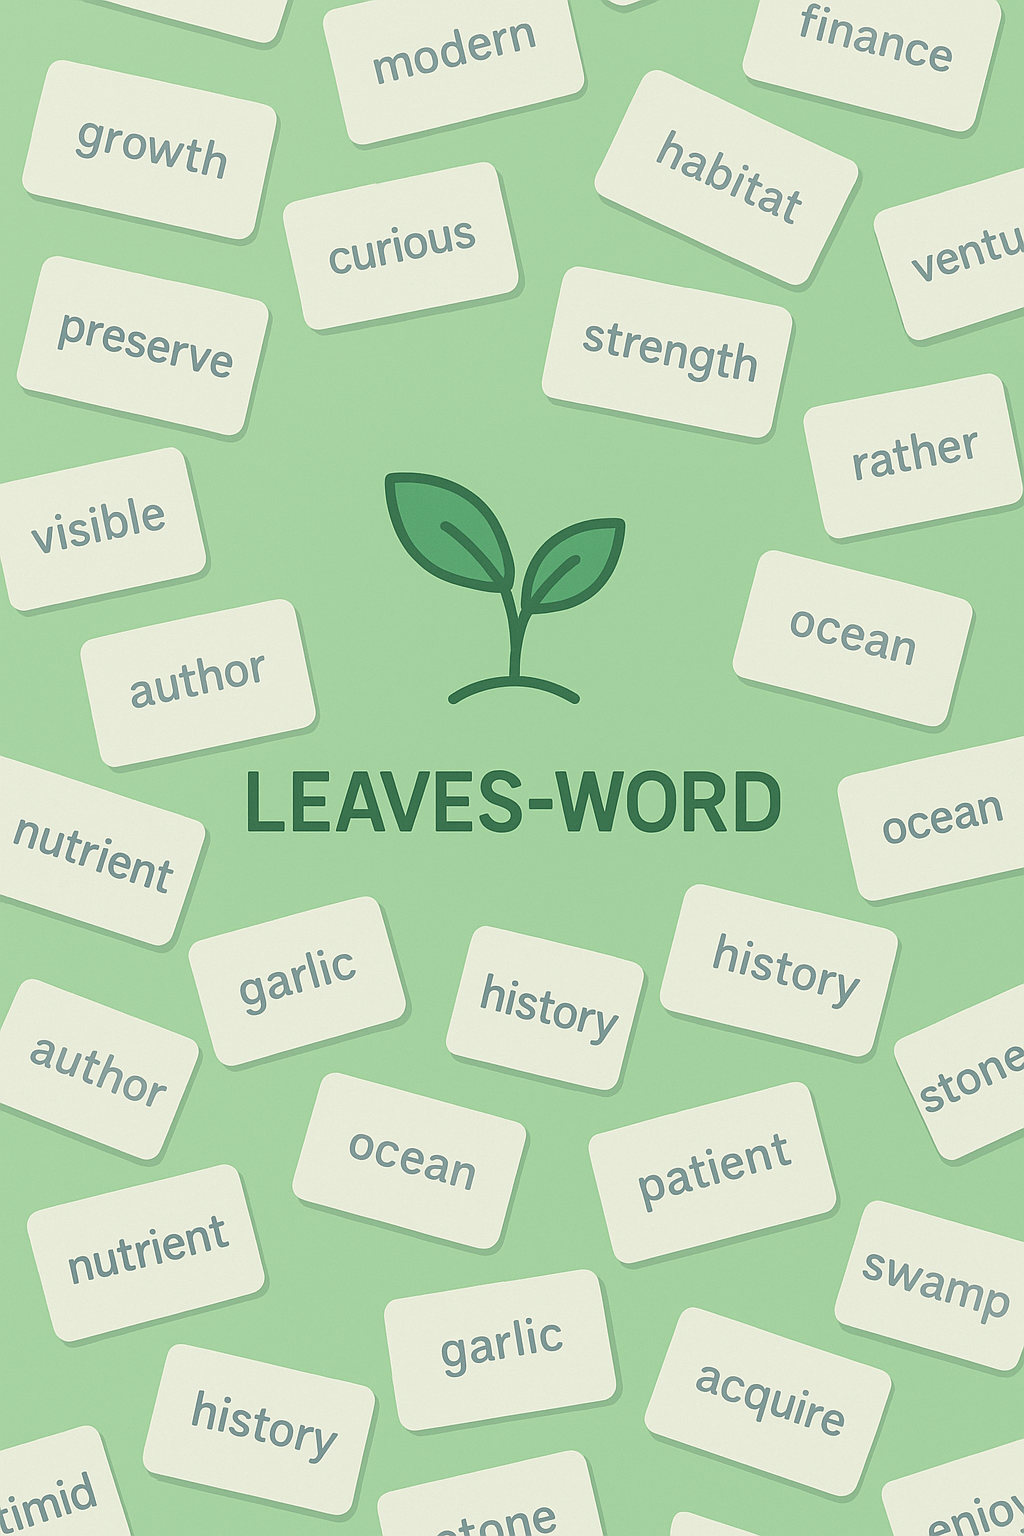 modern
finance
growth
habitat
curious
ventu
preserve
strength
rather
visible
ocean
author
LEAVES-WORD
nutrient
ocean
garlic
history
history
author
stone
ocean
patient
nutrient
swamp
garlic
acquire
history
timid
stone
enjoy